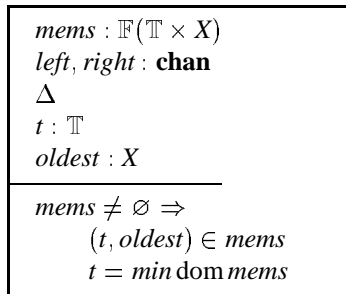 mems : 𝔽(𝕋 × X)
left, right : chan
Δ
t : 𝕋
oldest : X
mems ≠ ∅ ⇒
(t, oldest) ∈ mems
t = min dom mems